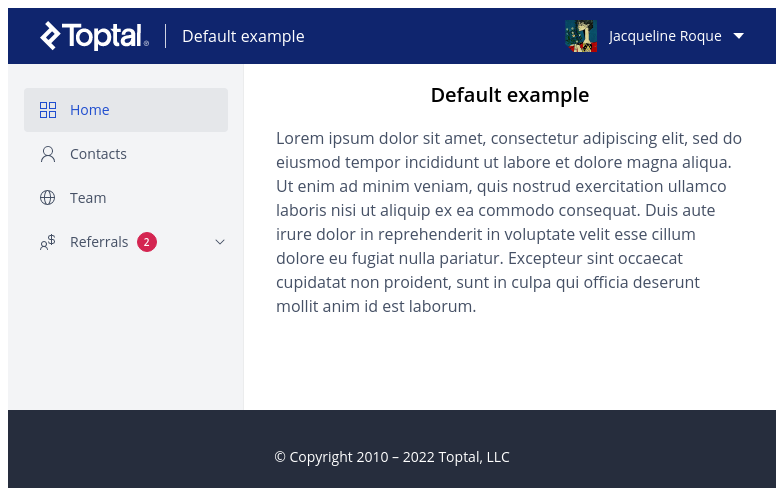 Toptal® Default example
Jacqueline Roque
Home
Contacts
Team
Referrals 2
Default example
Lorem ipsum dolor sit amet, consectetur adipiscing elit, sed do
eiusmod tempor incididunt ut labore et dolore magna aliqua.
Ut enim ad minim veniam, quis nostrud exercitation ullamco
laboris nisi ut aliquip ex ea commodo consequat. Duis aute
irure dolor in reprehenderit in voluptate velit esse cillum
dolore eu fugiat nulla pariatur. Excepteur sint occaecat
cupidatat non proident, sunt in culpa qui officia deserunt
mollit anim id est laborum.
© Copyright 2010 – 2022 Toptal, LLC